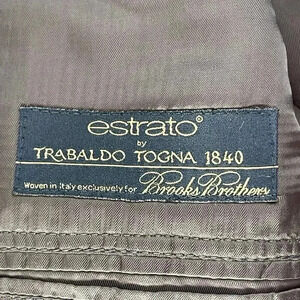 estrato®
by
TRABALDO TOGNA 1840
Woven in Italy exclusively for Brooks Brothers